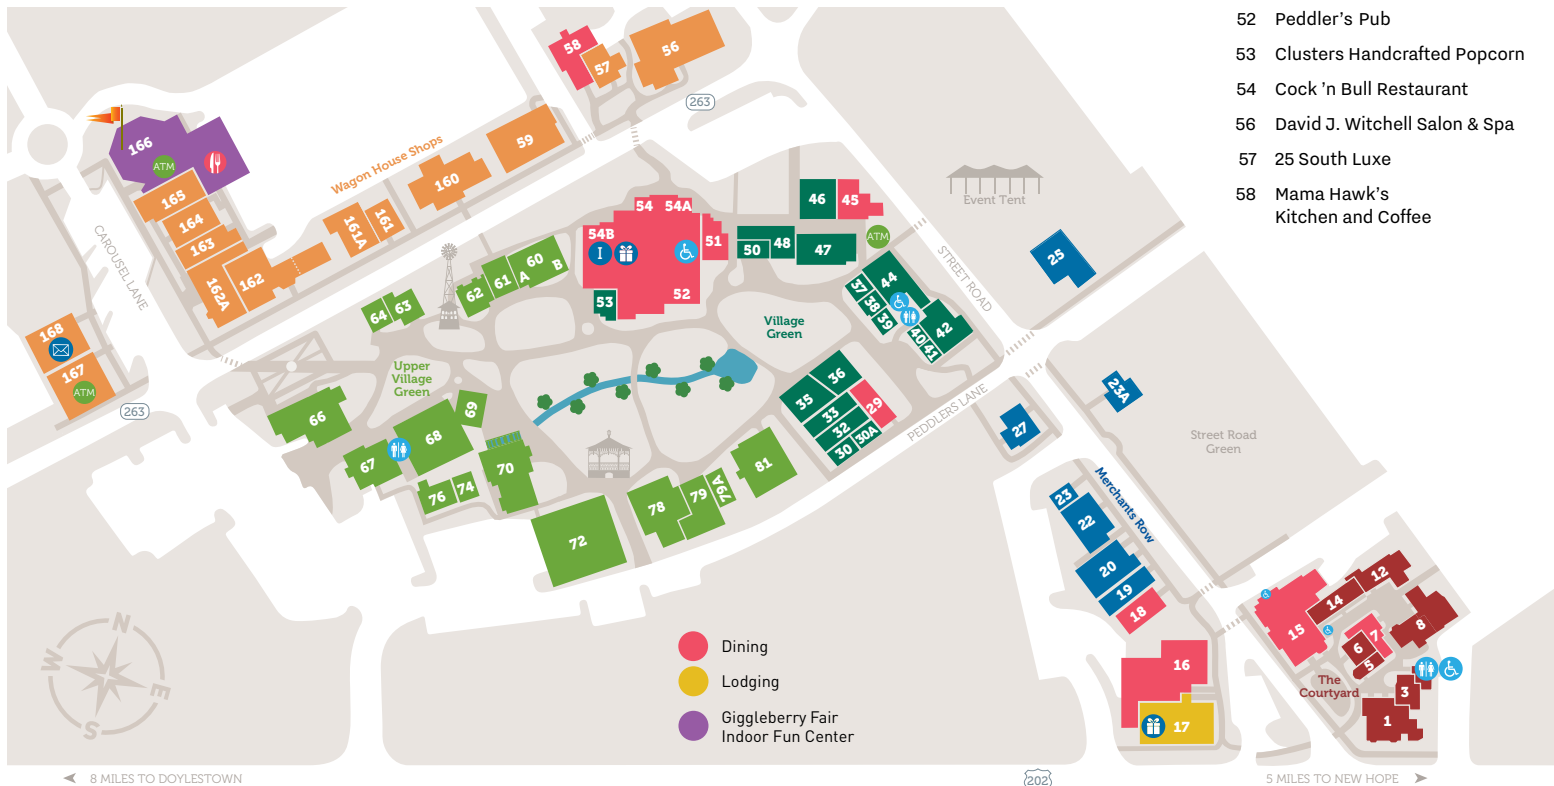 52 Peddler’s Pub
53 Clusters Handcrafted Popcorn
54 Cock ’n Bull Restaurant
56 David J. Witchell Salon & Spa
57 25 South Luxe
58 Mama Hawk’s
Kitchen and Coffee
58
57
56
263
166
ATM
165
164
163
162A
162
CAROUSEL LANE
Wagon House Shops
161A
161
160
59
168
167
ATM
263
54
54A
54B
I
51
52
53
46
45
50
48
47
ATM
Event Tent
25
STREET ROAD
44
37
38
39
40
41
42
60
A
B
61
62
63
64
Village
Green
Upper
Village
Green
66
67
68
69
70
76
74
72
78
79
79A
81
36
35
33
32
30
30A
29
PEDDLERS LANE
27
23A
Street Road
Green
Merchants Row
23
22
20
19
18
16
17
15
14
12
8
7
6
5
3
1
The
Courtyard
N
E
S
W
Dining
Lodging
Giggleberry Fair
Indoor Fun Center
8 MILES TO DOYLESTOWN
202
5 MILES TO NEW HOPE